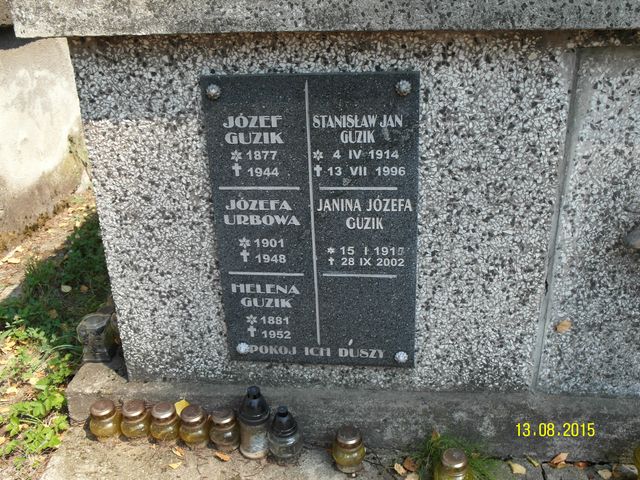 JÓZEF
GUZIK
✡ 1877
✝ 1944
JÓZEFA
URBOWA
✡ 1901
✝ 1948
HELENA
GUZIK
✡ 1881
✝ 1952
STANISŁAW JAN
GUZIK
✡ 4 IV 1914
✝ 13 VII 1996
JANINA JÓZEFA
GUZIK
✶ 15 I 1917
✝ 28 IX 2002
POKÓJ ICH DUSZY
13.08.2015